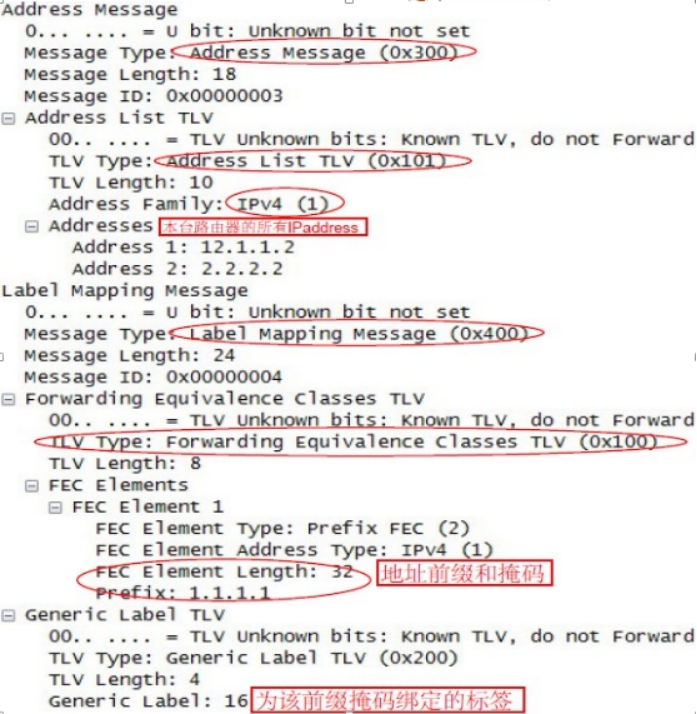 Address Message
0... .... = U bit: Unknown bit not set
Message Type: Address Message (0x300)
Message Length: 18
Message ID: 0x00000003
Address List TLV
00.. .... = TLV Unknown bits: Known TLV, do not Forward
TLV Type: Address List TLV (0x101)
TLV Length: 10
Address Family: IPv4 (1)
Addresses 本台路由器的所有IPaddress
Address 1: 12.1.1.2
Address 2: 2.2.2.2
Label Mapping Message
0... .... = U bit: Unknown bit not set
Message Type: Label Mapping Message (0x400)
Message Length: 24
Message ID: 0x00000004
Forwarding Equivalence Classes TLV
00.. .... = TLV Unknown bits: Known TLV, do not Forward
TLV Type: Forwarding Equivalence Classes TLV (0x100)
TLV Length: 8
FEC Elements
FEC Element 1
FEC Element Type: Prefix FEC (2)
FEC Element Address Type: IPv4 (1)
FEC Element Length: 32 地址前缀和掩码
Prefix: 1.1.1.1
Generic Label TLV
00.. .... = TLV Unknown bits: Known TLV, do not Forward
TLV Type: Generic Label TLV (0x200)
TLV Length: 4
Generic Label: 16 为该前缀掩码绑定的标签